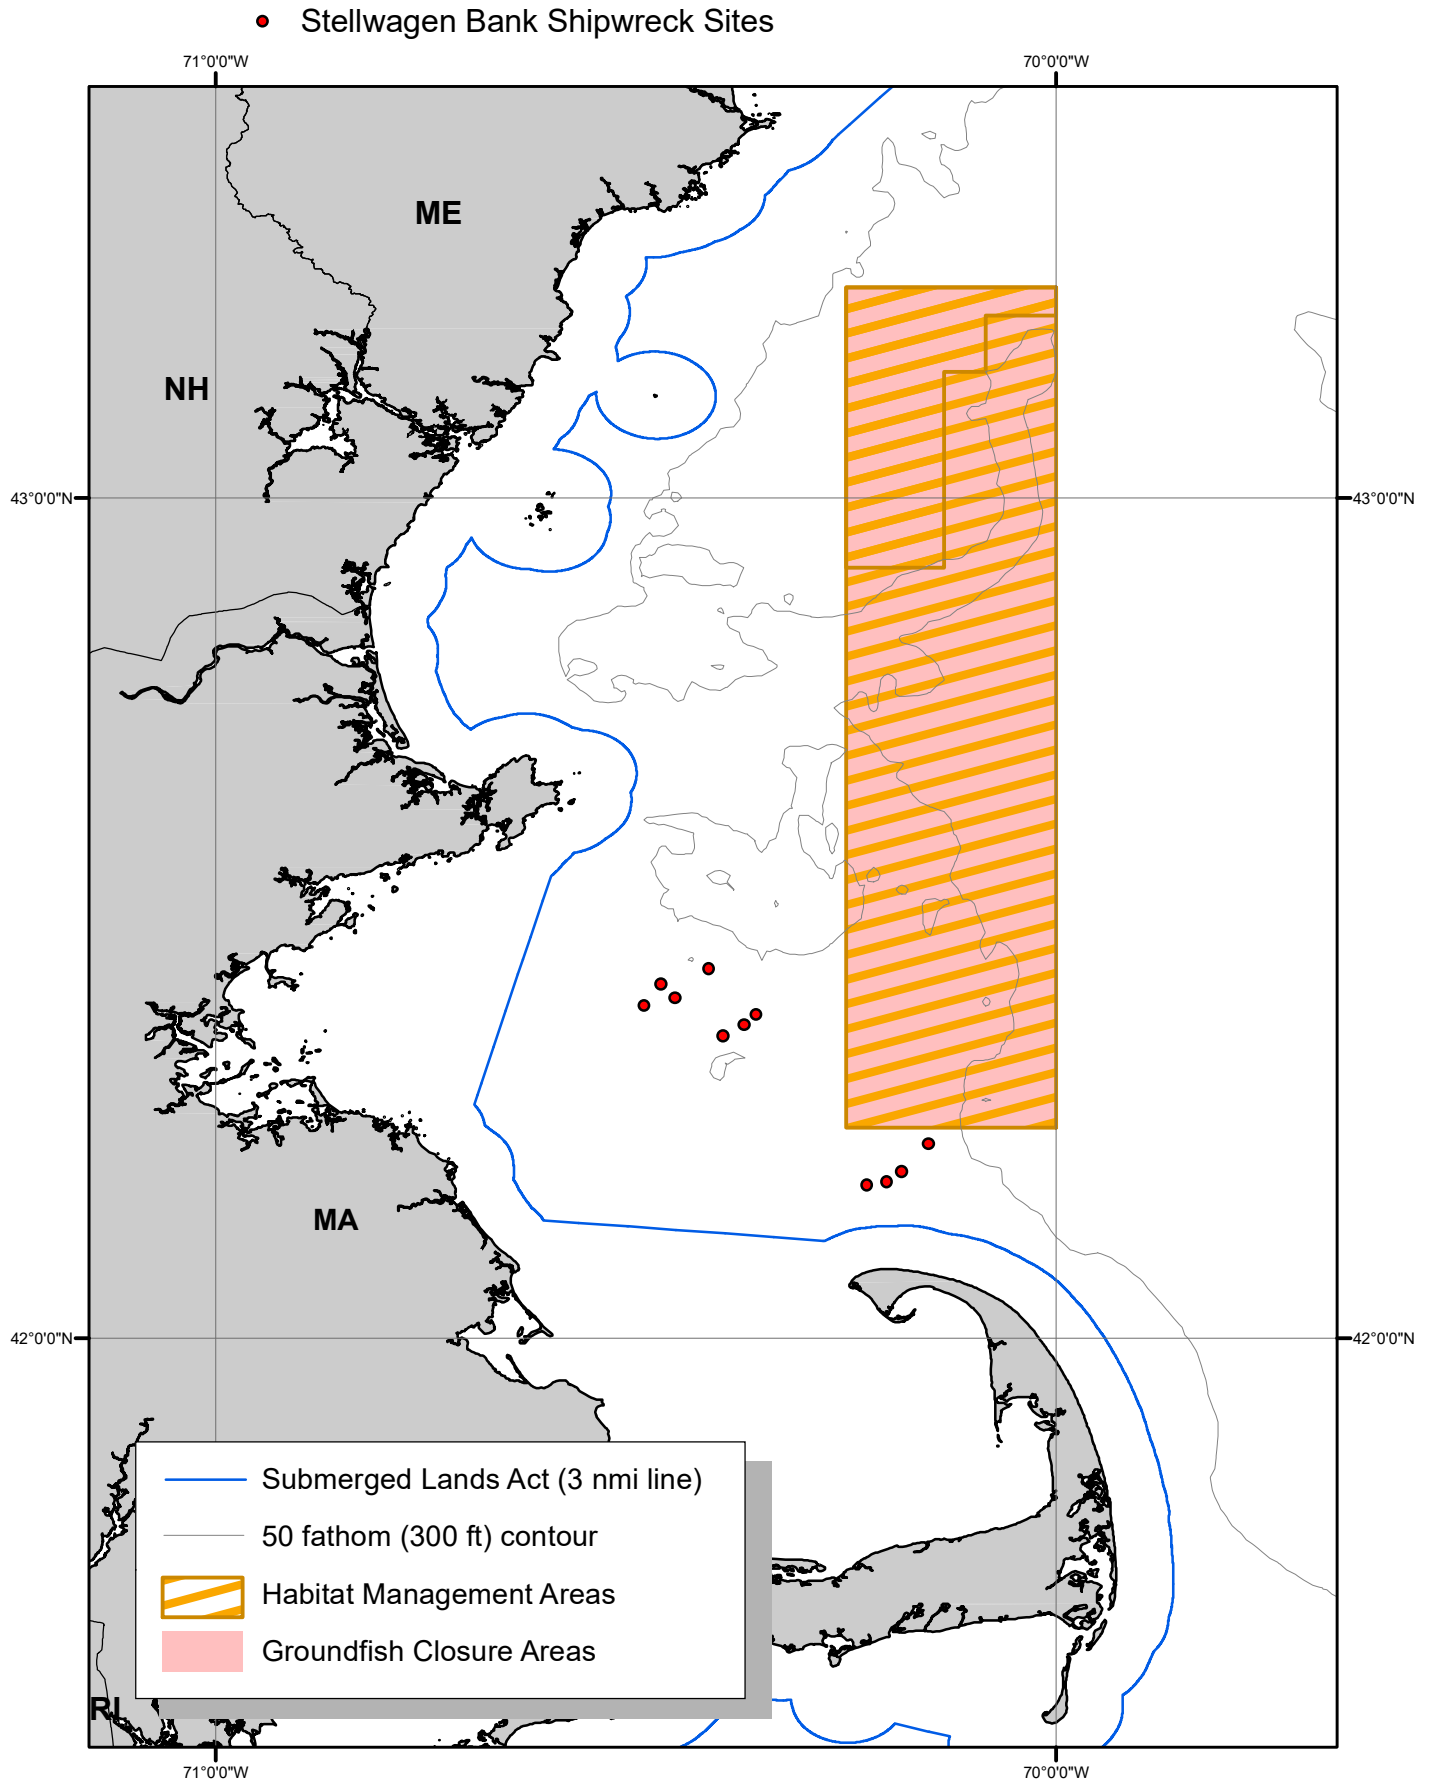 Stellwagen Bank Shipwreck Sites
71°0'0"W 70°0'0"W
ME
NH
43°0'0"N 43°0'0"N
MA
42°0'0"N 42°0'0"N
Submerged Lands Act (3 nmi line)
50 fathom (300 ft) contour
Habitat Management Areas
Groundfish Closure Areas
RI
71°0'0"W 70°0'0"W